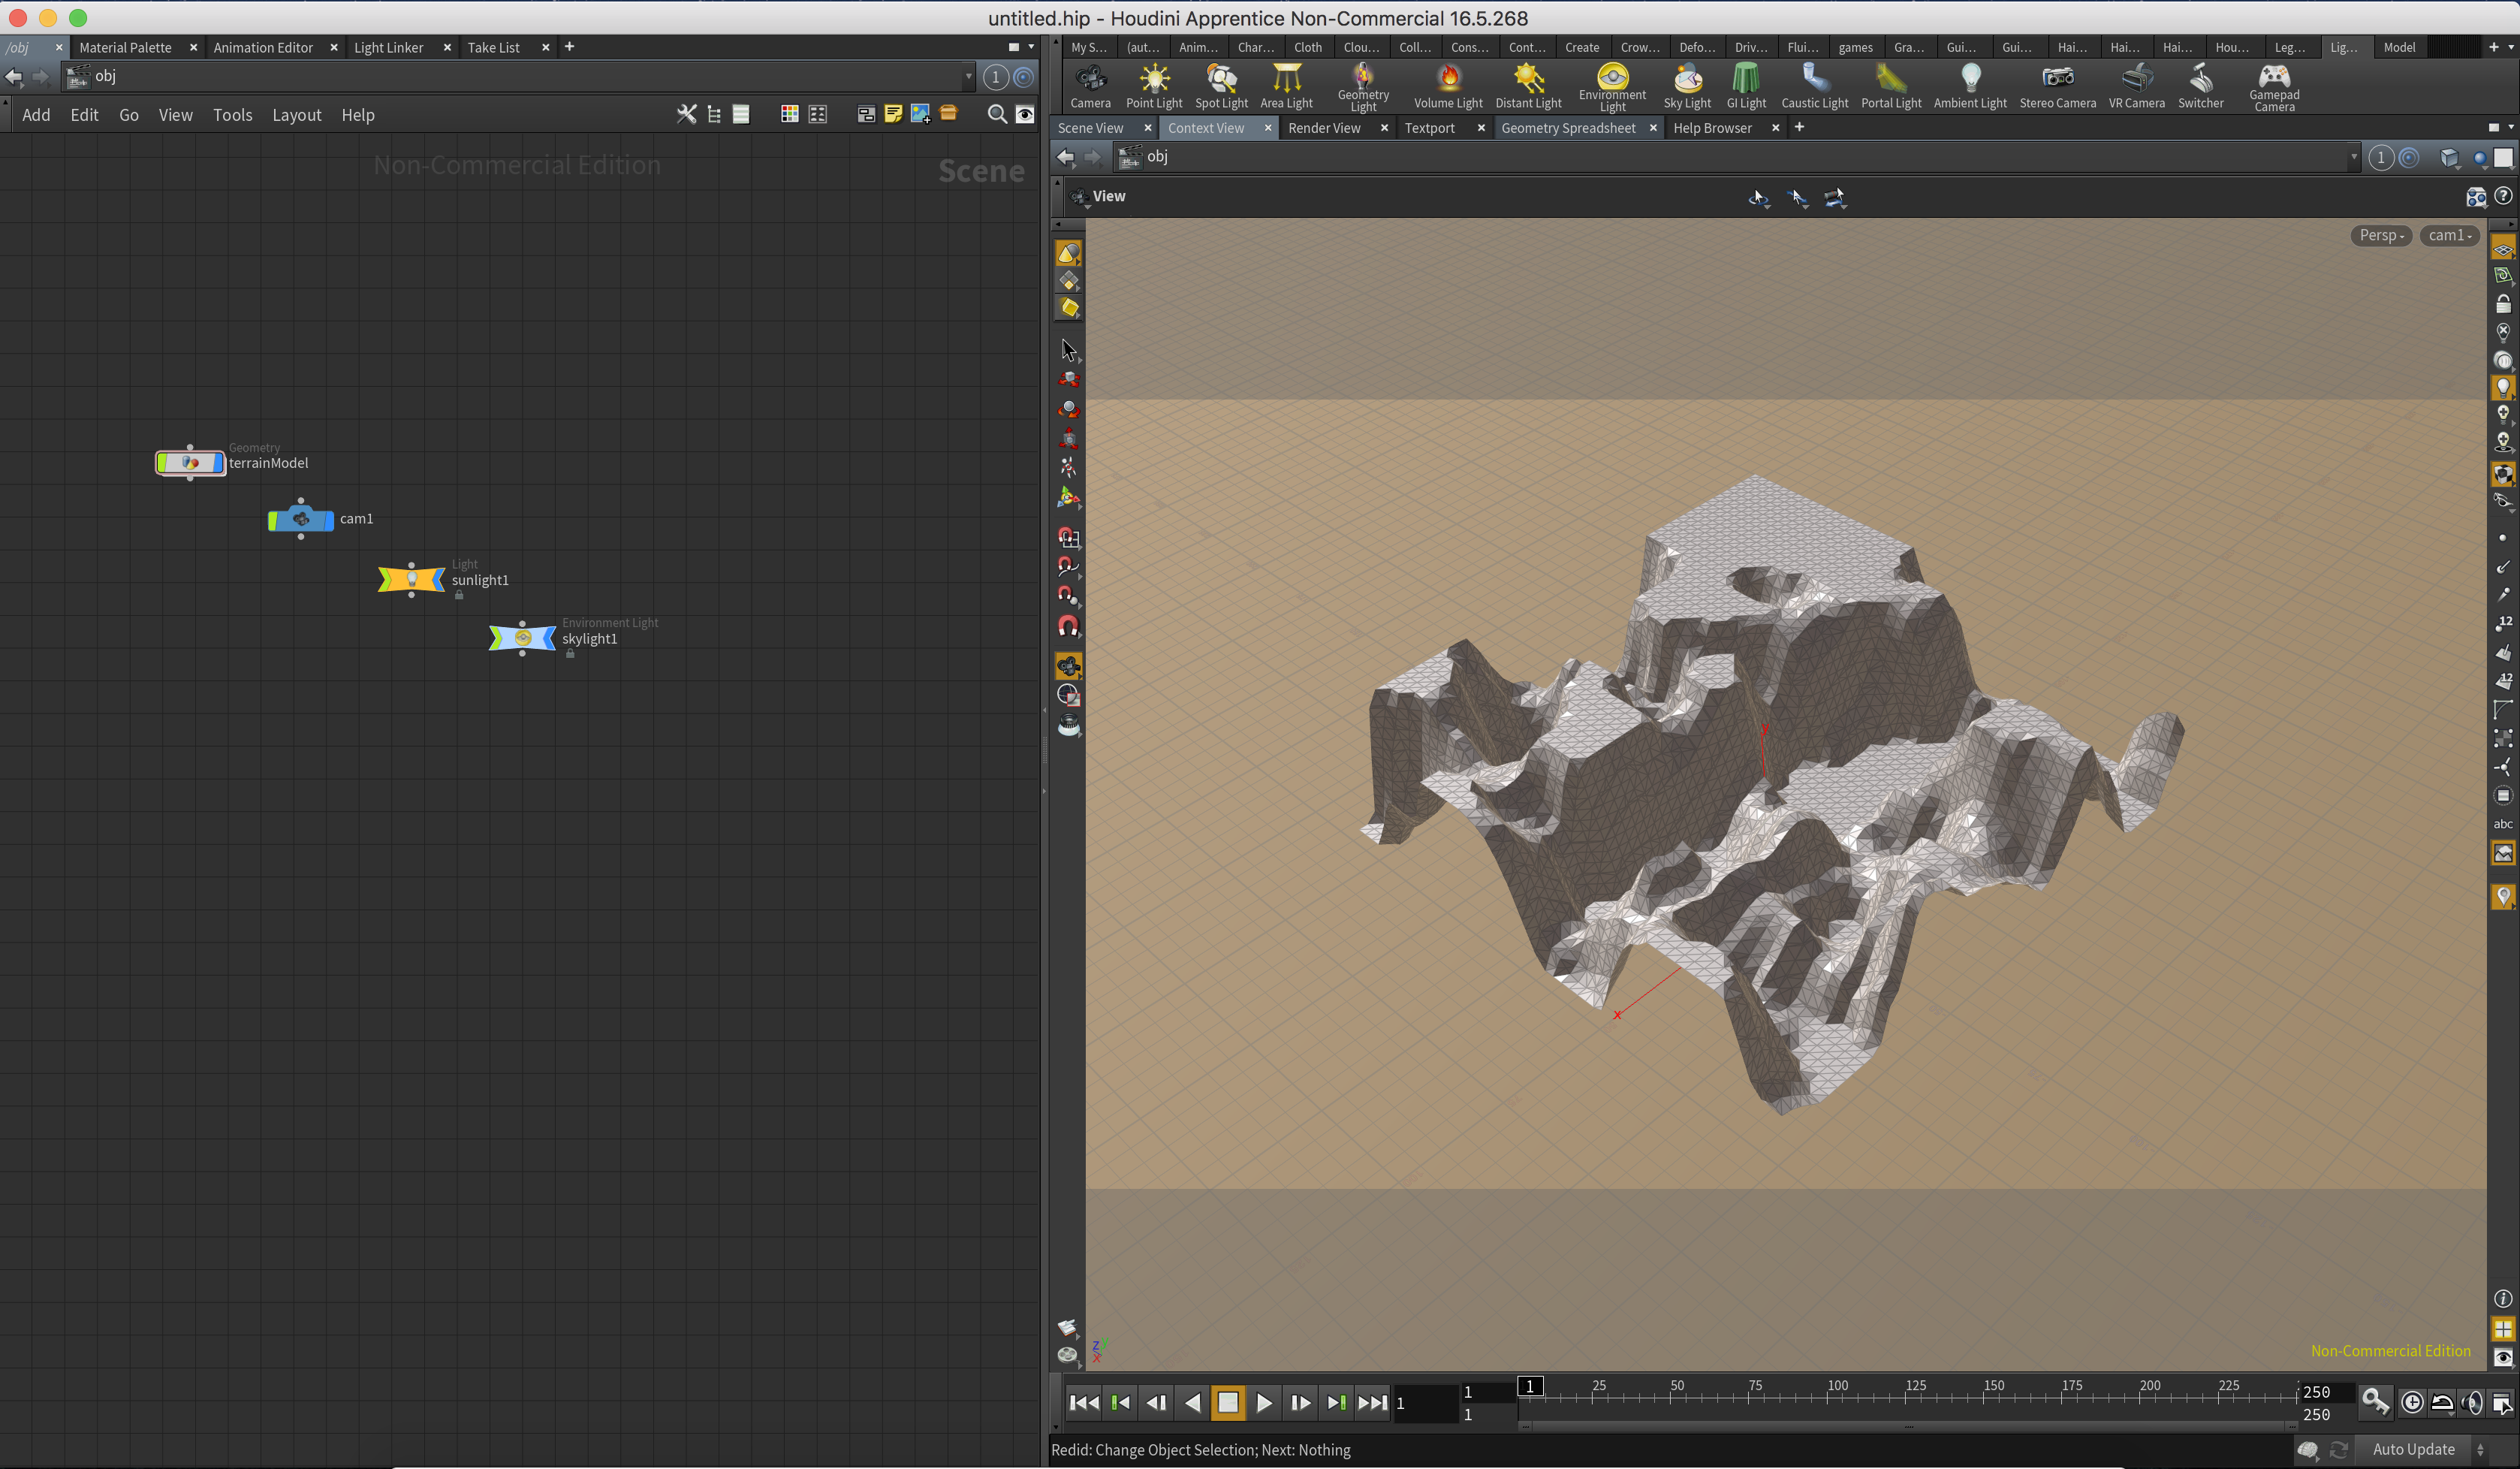 untitled.hip - Houdini Apprentice Non-Commercial 16.5.268
/obj Material Palette Animation Editor Light Linker Take List
obj 1
Add Edit Go View Tools Layout Help
Non-Commercial Edition
Scene
Geometry
terrainModel
cam1
Light
sunlight1
Environment Light
skylight1
My S... (aut... Anim... Char... Cloth Clou... Coll... Cons... Cont... Create Crow... Defo... Driv... Flui... games Gra... Gui... Gui... Hai... Hai... Hai... Hou... Leg... Lig... Model
Camera Point Light Spot Light Area Light Geometry Light Volume Light Distant Light Environment Light Sky Light GI Light Caustic Light Portal Light Ambient Light Stereo Camera VR Camera Switcher Gamepad Camera
Scene View Context View Render View Textport Geometry Spreadsheet Help Browser
obj 1
View
Persp cam1
12
12
abc
y
x
z
x
Non-Commercial Edition
1 1 1 25 50 75 100 125 150 175 200 225 250
1 250
Redid: Change Object Selection; Next: Nothing
Auto Update